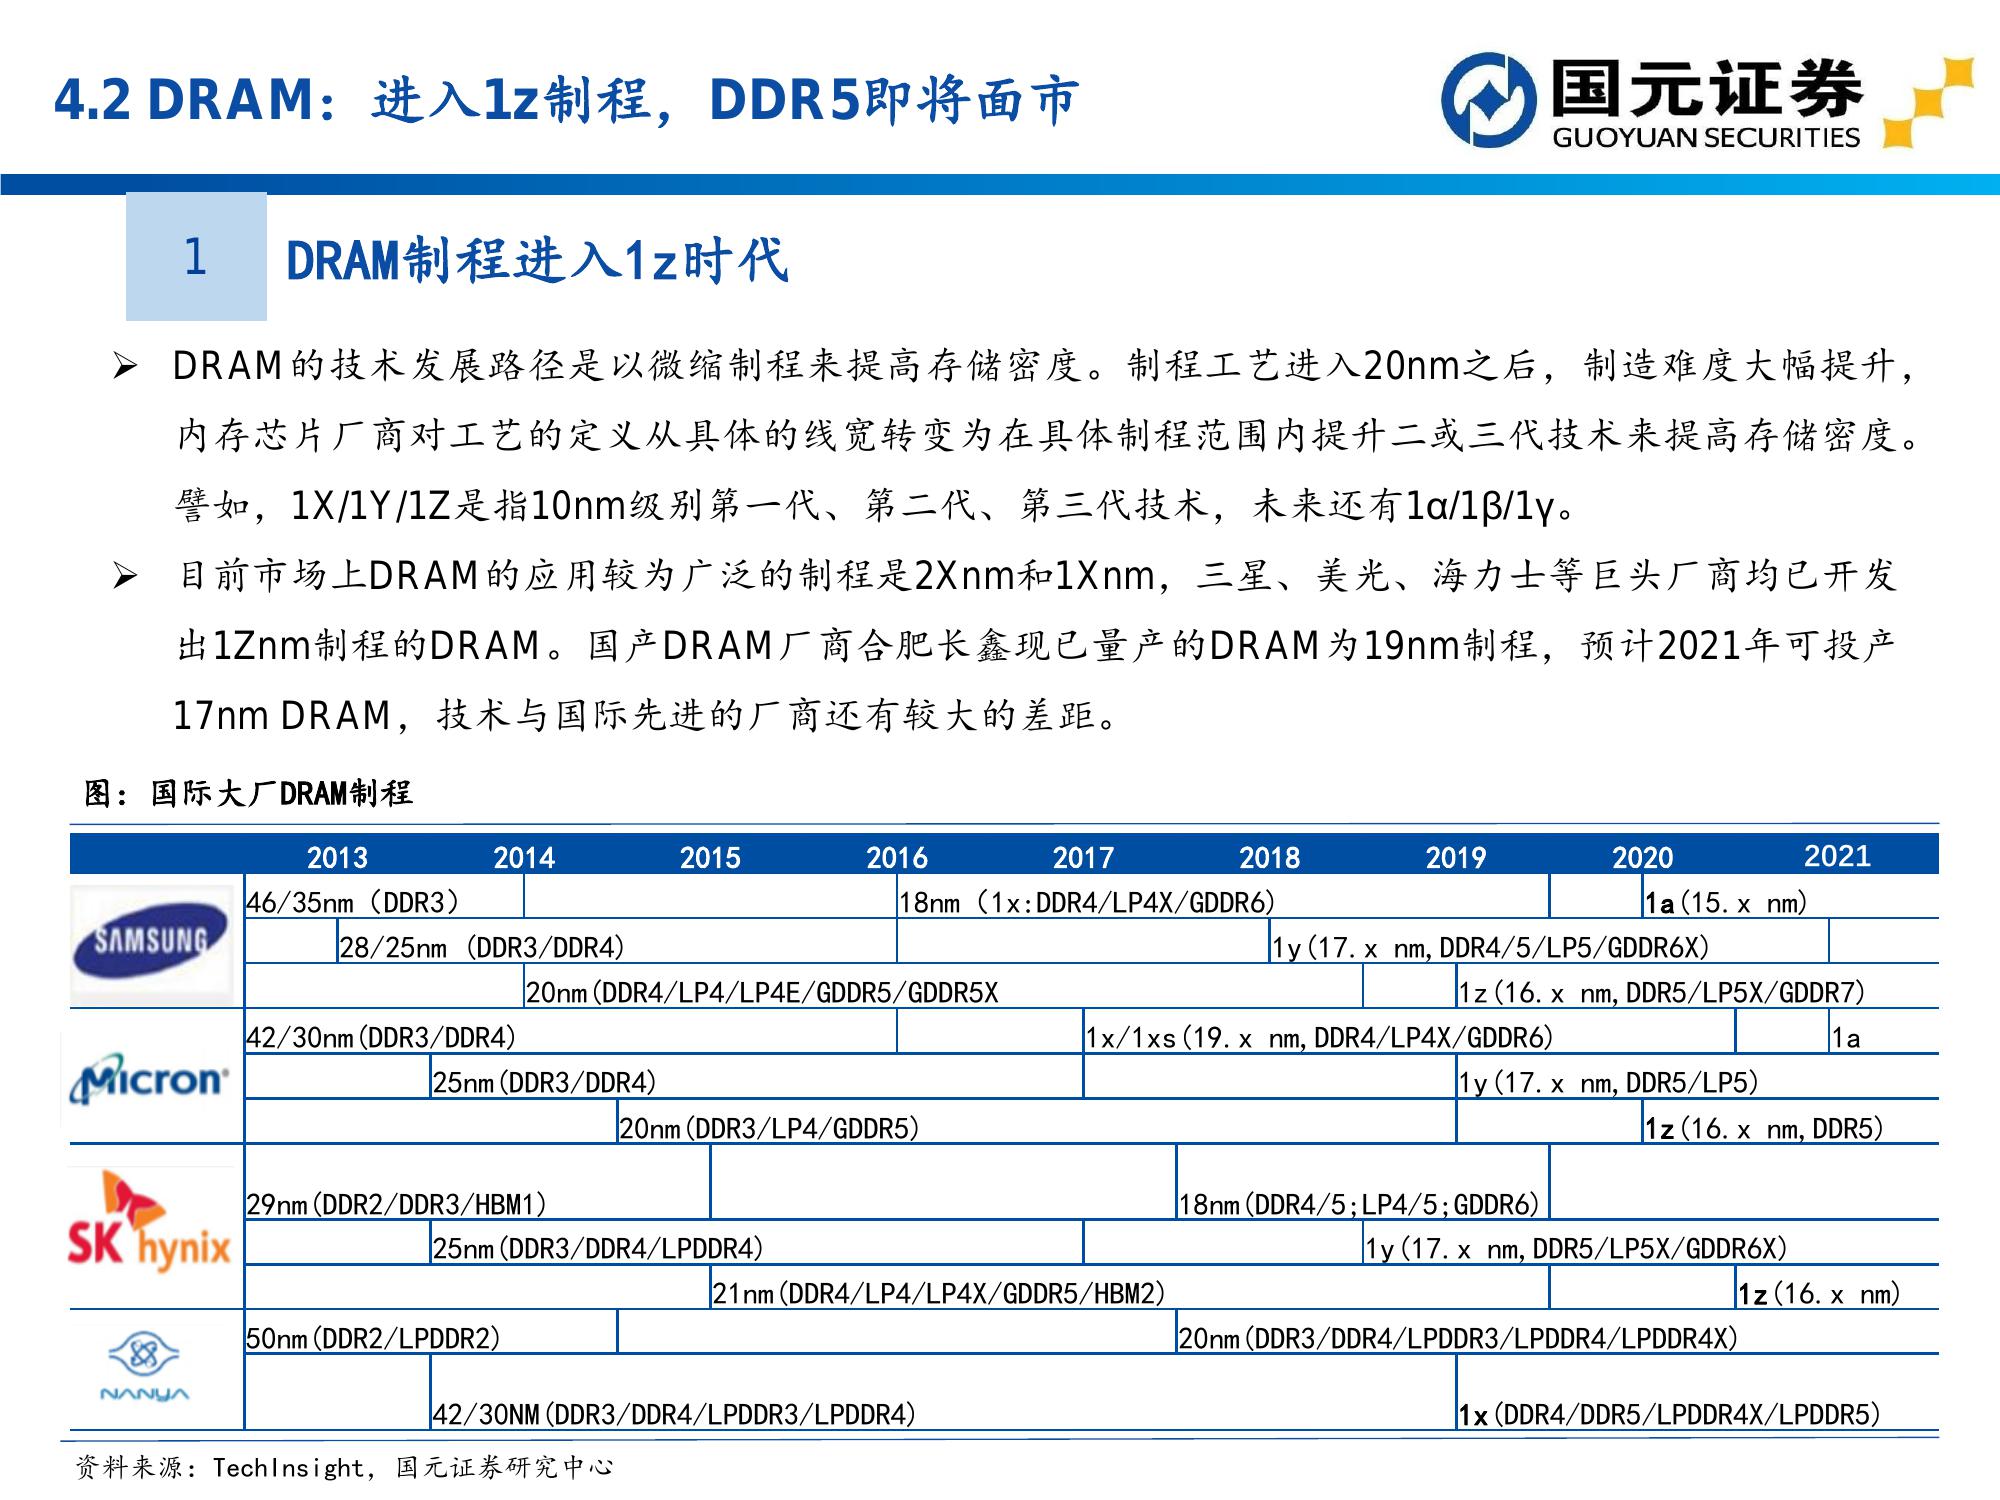 4.2 DRAM：进入1z制程，DDR5即将面市
国元证券
GUOYUAN SECURITIES
1
DRAM制程进入1z时代
➢ DRAM的技术发展路径是以微缩制程来提高存储密度。制程工艺进入20nm之后，制造难度大幅提升，
内存芯片厂商对工艺的定义从具体的线宽转变为在具体制程范围内提升二或三代技术来提高存储密度。
譬如，1X/1Y/1Z是指10nm级别第一代、第二代、第三代技术，未来还有1α/1β/1γ。
➢ 目前市场上DRAM的应用较为广泛的制程是2Xnm和1Xnm，三星、美光、海力士等巨头厂商均已开发
出1Znm制程的DRAM。国产DRAM厂商合肥长鑫现已量产的DRAM为19nm制程，预计2021年可投产
17nm DRAM，技术与国际先进的厂商还有较大的差距。
图：国际大厂DRAM制程
2013 2014 2015 2016 2017 2018 2019 2020 2021
SAMSUNG
46/35nm（DDR3） 18nm（1x:DDR4/LP4X/GDDR6) 1a(15.x nm)
28/25nm (DDR3/DDR4) 1y(17.x nm,DDR4/5/LP5/GDDR6X)
20nm(DDR4/LP4/LP4E/GDDR5/GDDR5X 1z(16.x nm,DDR5/LP5X/GDDR7)
Micron
42/30nm(DDR3/DDR4) 1x/1xs(19.x nm,DDR4/LP4X/GDDR6) 1a
25nm(DDR3/DDR4) 1y(17.x nm,DDR5/LP5)
20nm(DDR3/LP4/GDDR5) 1z(16.x nm,DDR5)
SK hynix
29nm(DDR2/DDR3/HBM1) 18nm(DDR4/5;LP4/5;GDDR6)
25nm(DDR3/DDR4/LPDDR4) 1y(17.x nm,DDR5/LP5X/GDDR6X)
21nm(DDR4/LP4/LP4X/GDDR5/HBM2) 1z(16.x nm)
NANYA
50nm(DDR2/LPDDR2) 20nm(DDR3/DDR4/LPDDR3/LPDDR4/LPDDR4X)
42/30NM(DDR3/DDR4/LPDDR3/LPDDR4) 1x(DDR4/DDR5/LPDDR4X/LPDDR5)
资料来源：TechInsight，国元证券研究中心